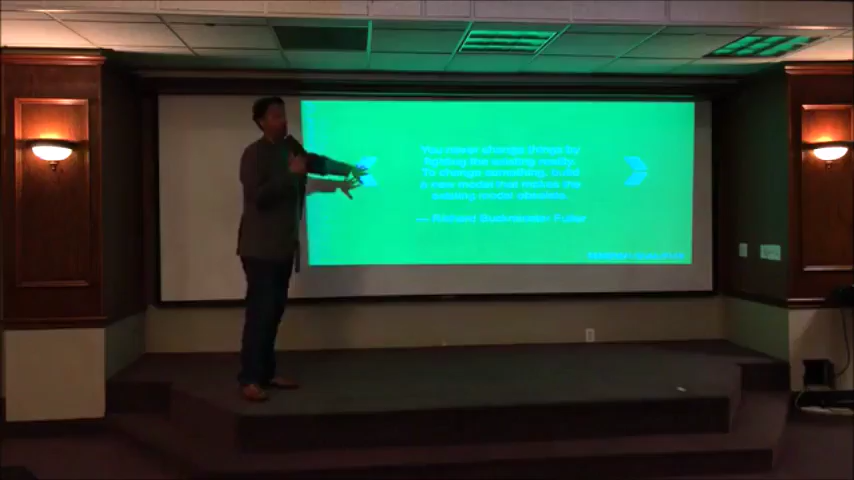 You never change things by
fighting the existing reality.
To change something, build
a new model that makes the
existing model obsolete.
— Richard Buckminster Fuller